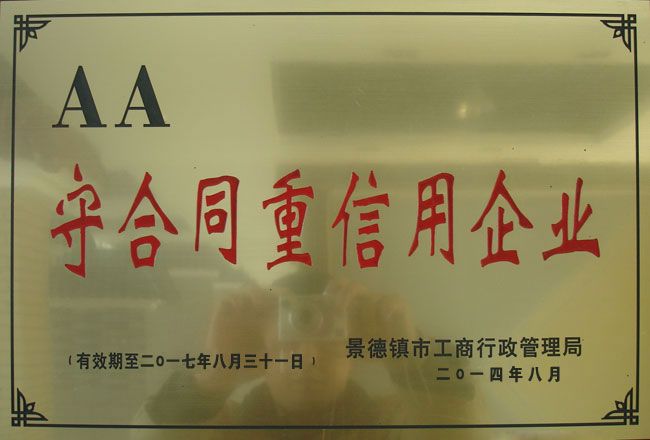 AA
守合同重信用企业
（有效期至二〇一七年八月三十一日）
景德镇市工商行政管理局
二〇一四年八月